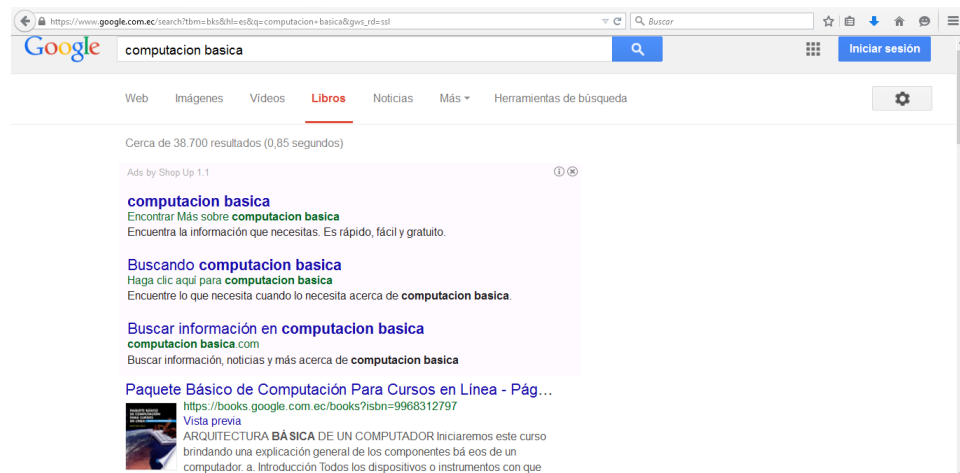 https://www.google.com.ec/search?tbm=bks&hl=es&q=computacion+basica&gws_rd=ssl
Buscar
Google
computacion basica
Iniciar sesión
Web Imágenes Vídeos Libros Noticias Más Herramientas de búsqueda
Cerca de 38.700 resultados (0,85 segundos)
Ads by Shop Up 1.1
computacion basica
Encontrar Más sobre computacion basica
Encuentra la información que necesitas. Es rápido, fácil y gratuito.
Buscando computacion basica
Haga clic aquí para computacion basica
Encuentre lo que necesita cuando lo necesita acerca de computacion basica.
Buscar información en computacion basica
computacion basica.com
Buscar información, noticias y más acerca de computacion basica
Paquete Básico de Computación Para Cursos en Línea - Pág...
https://books.google.com.ec/books?isbn=9968312797
Vista previa
ARQUITECTURA BÁSICA DE UN COMPUTADOR Iniciaremos este curso
brindando una explicación general de los componentes bá eos de un
computador. a. Introducción Todos los dispositivos o instrumentos con que